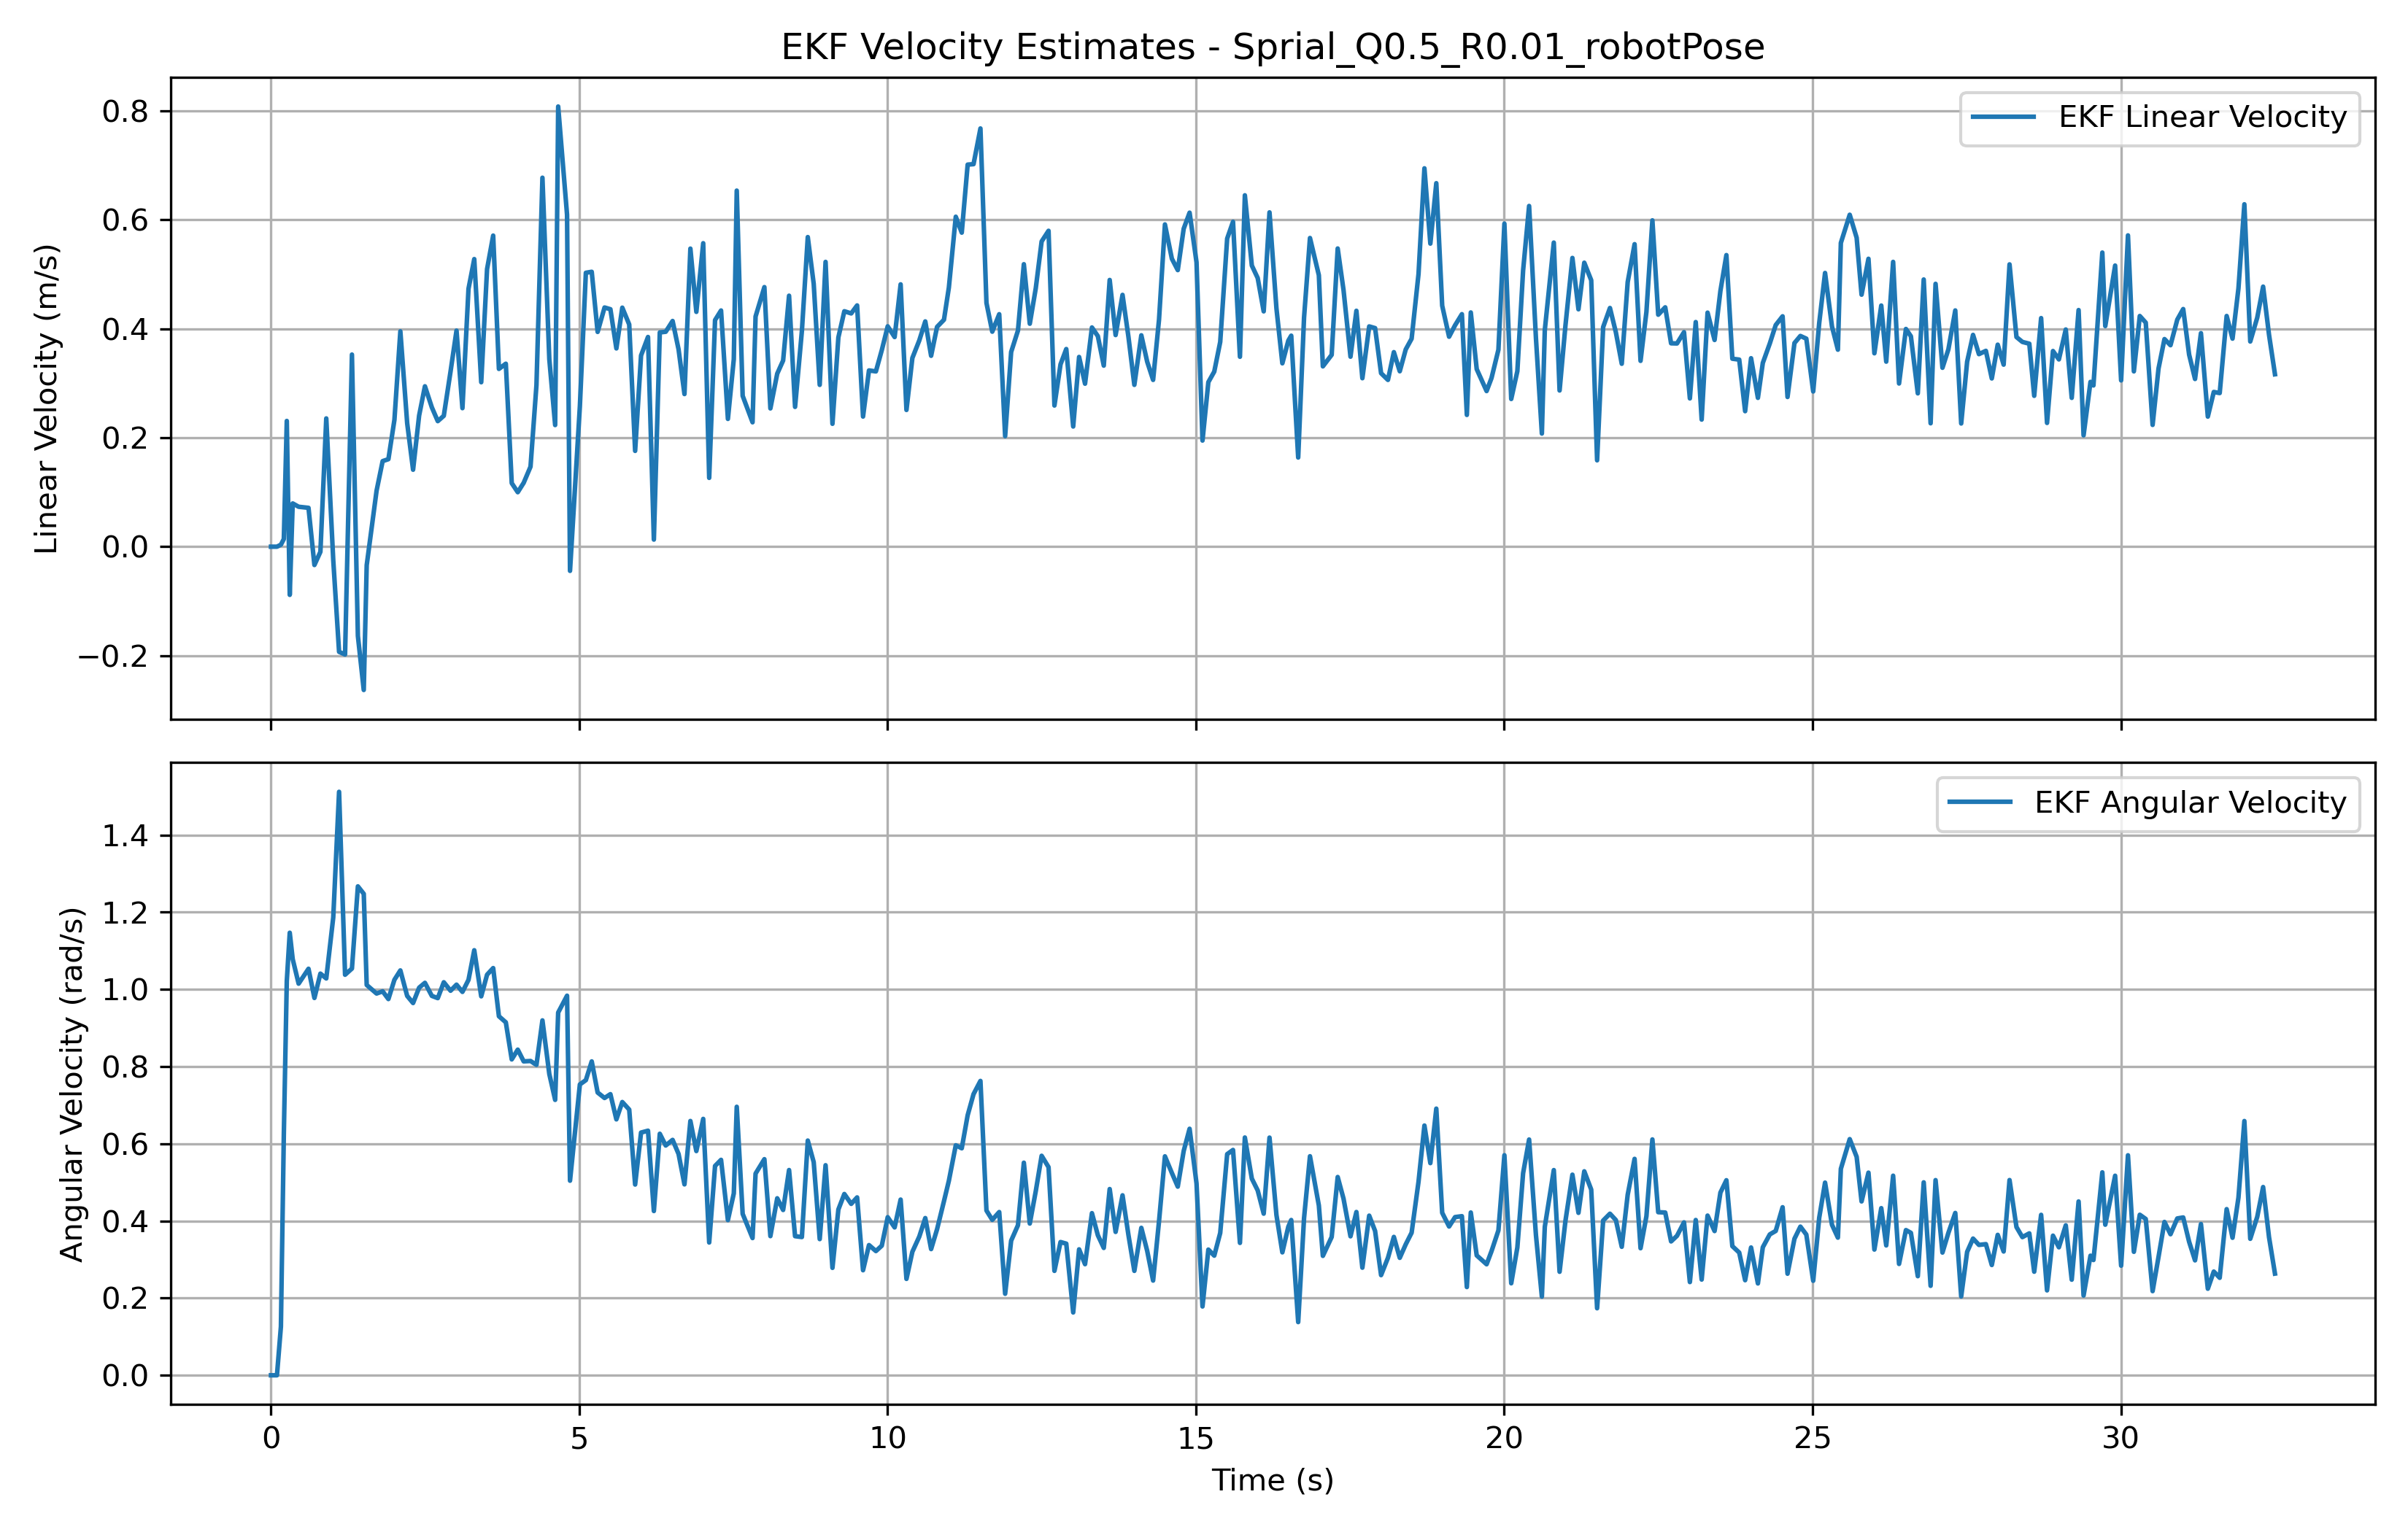 EKF Velocity Estimates - Sprial_Q0.5_R0.01_robotPose
EKF Linear Velocity
Linear Velocity (m/s)
0.8
0.6
0.4
0.2
0.0
−0.2
EKF Angular Velocity
Angular Velocity (rad/s)
1.4
1.2
1.0
0.8
0.6
0.4
0.2
0.0
0 5 10 15 20 25 30
Time (s)